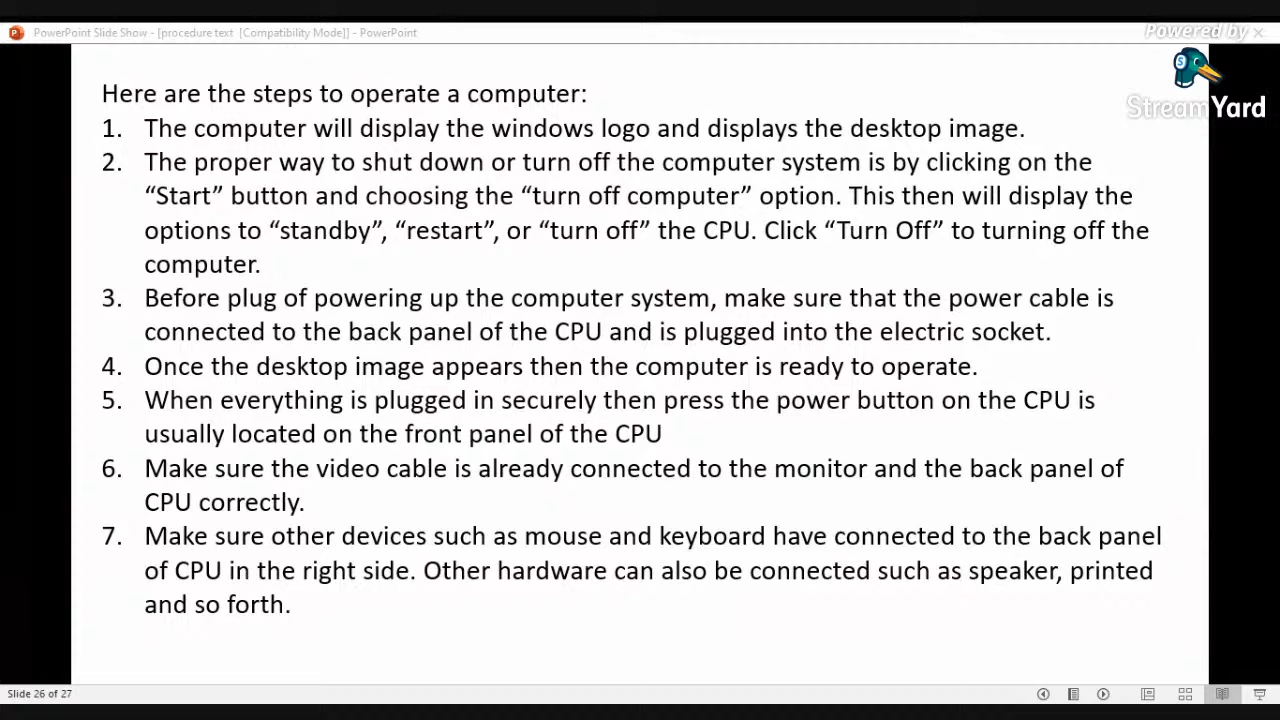 PowerPoint Slide Show - [procedure text [Compatibility Mode]] - PowerPoint
Powered by
StreamYard
Here are the steps to operate a computer:
1. The computer will display the windows logo and displays the desktop image.
2. The proper way to shut down or turn off the computer system is by clicking on the
“Start” button and choosing the “turn off computer” option. This then will display the
options to “standby”, “restart”, or “turn off” the CPU. Click “Turn Off” to turning off the
computer.
3. Before plug of powering up the computer system, make sure that the power cable is
connected to the back panel of the CPU and is plugged into the electric socket.
4. Once the desktop image appears then the computer is ready to operate.
5. When everything is plugged in securely then press the power button on the CPU is
usually located on the front panel of the CPU
6. Make sure the video cable is already connected to the monitor and the back panel of
CPU correctly.
7. Make sure other devices such as mouse and keyboard have connected to the back panel
of CPU in the right side. Other hardware can also be connected such as speaker, printed
and so forth.
Slide 26 of 27